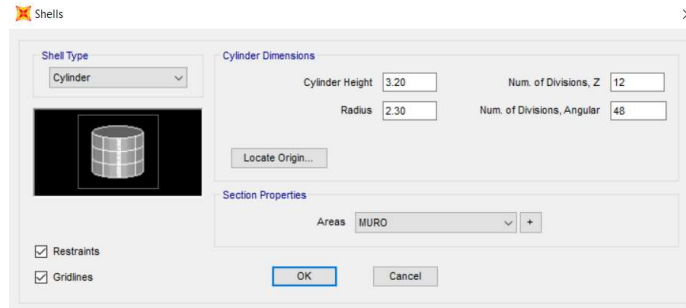 Shells
Shell Type
Cylinder
Cylinder Dimensions
Cylinder Height 3.20 Num. of Divisions, Z 12
Radius 2.30 Num. of Divisions, Angular 48
Locate Origin...
Section Properties
Areas MURO +
Restraints
Gridlines
OK Cancel